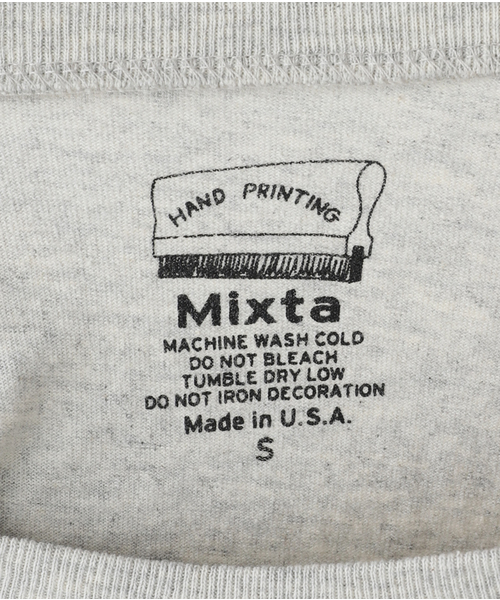 HAND PRINTING
Mixta
MACHINE WASH COLD
DO NOT BLEACH
TUMBLE DRY LOW
DO NOT IRON DECORATION
Made in U.S.A.
S